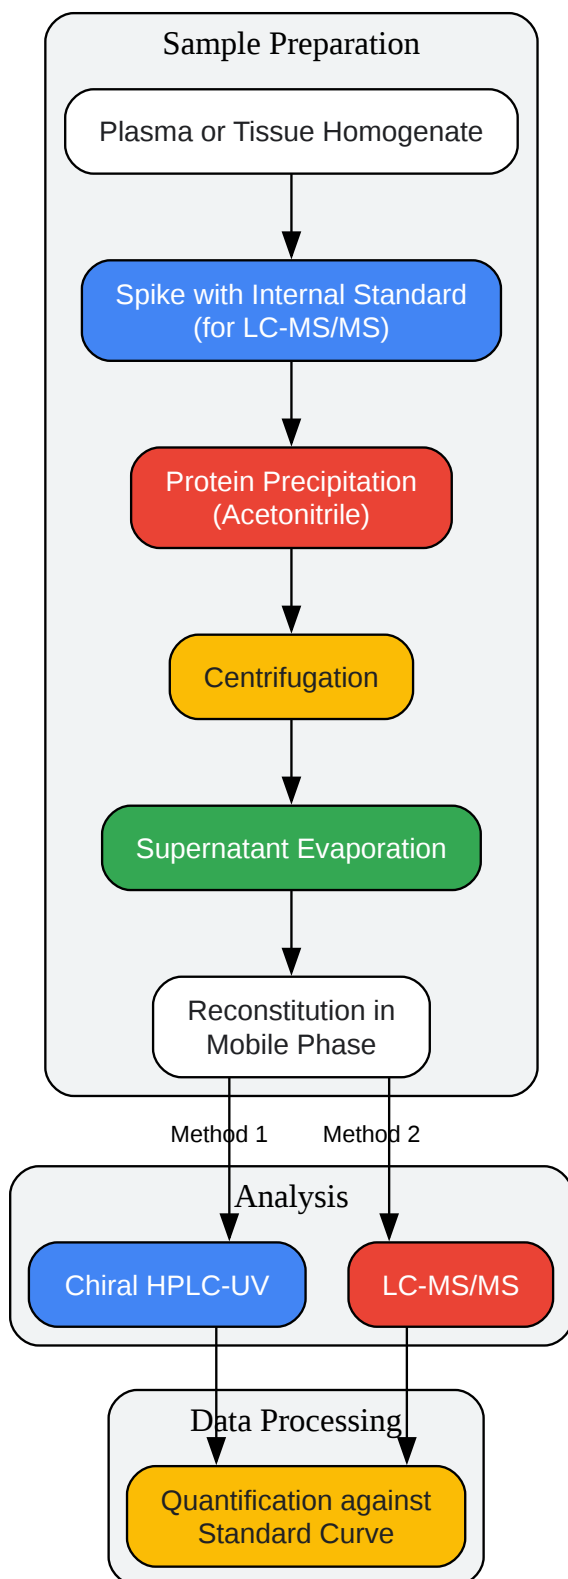 Sample Preparation
Plasma or Tissue Homogenate
Spike with Internal Standard
(for LC-MS/MS)
Protein Precipitation
(Acetonitrile)
Centrifugation
Supernatant Evaporation
Reconstitution in
Mobile Phase
Method 1
Method 2
Analysis
Chiral HPLC-UV
LC-MS/MS
Data Processing
Quantification against
Standard Curve